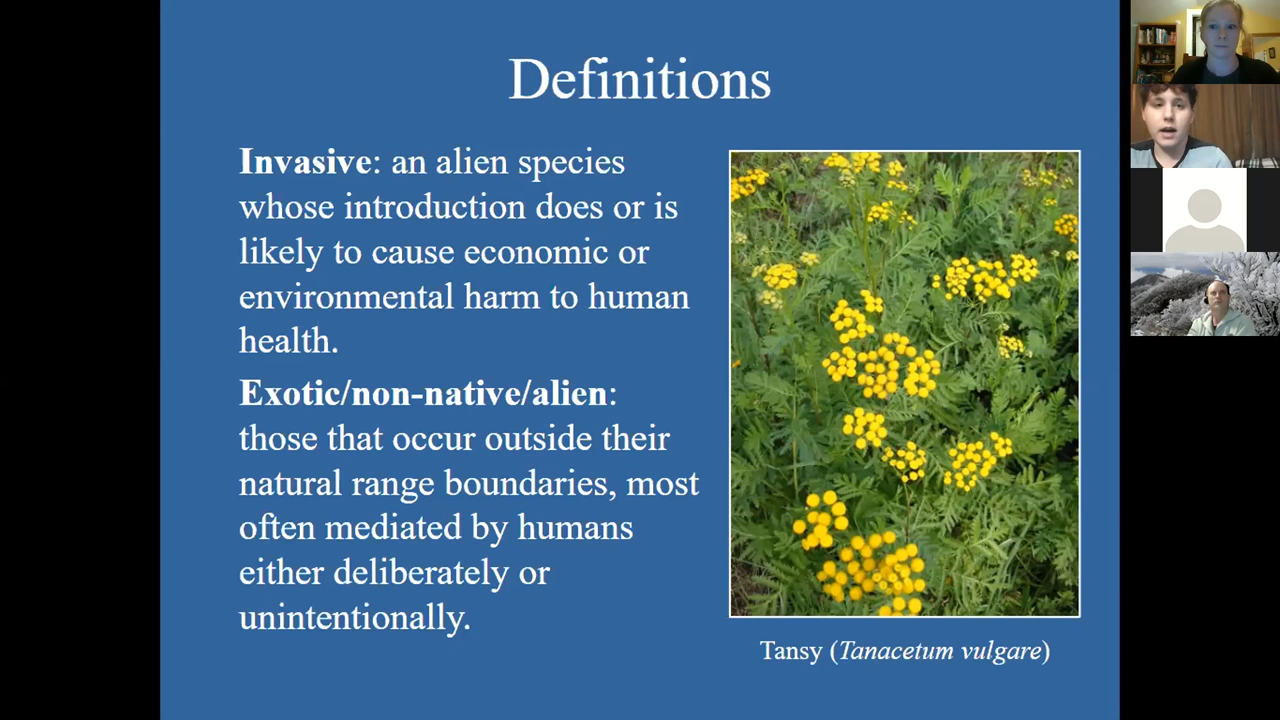 Definitions
Invasive: an alien species
whose introduction does or is
likely to cause economic or
environmental harm to human
health.
Exotic/non-native/alien:
those that occur outside their
natural range boundaries, most
often mediated by humans
either deliberately or
unintentionally.
Tansy (Tanacetum vulgare)